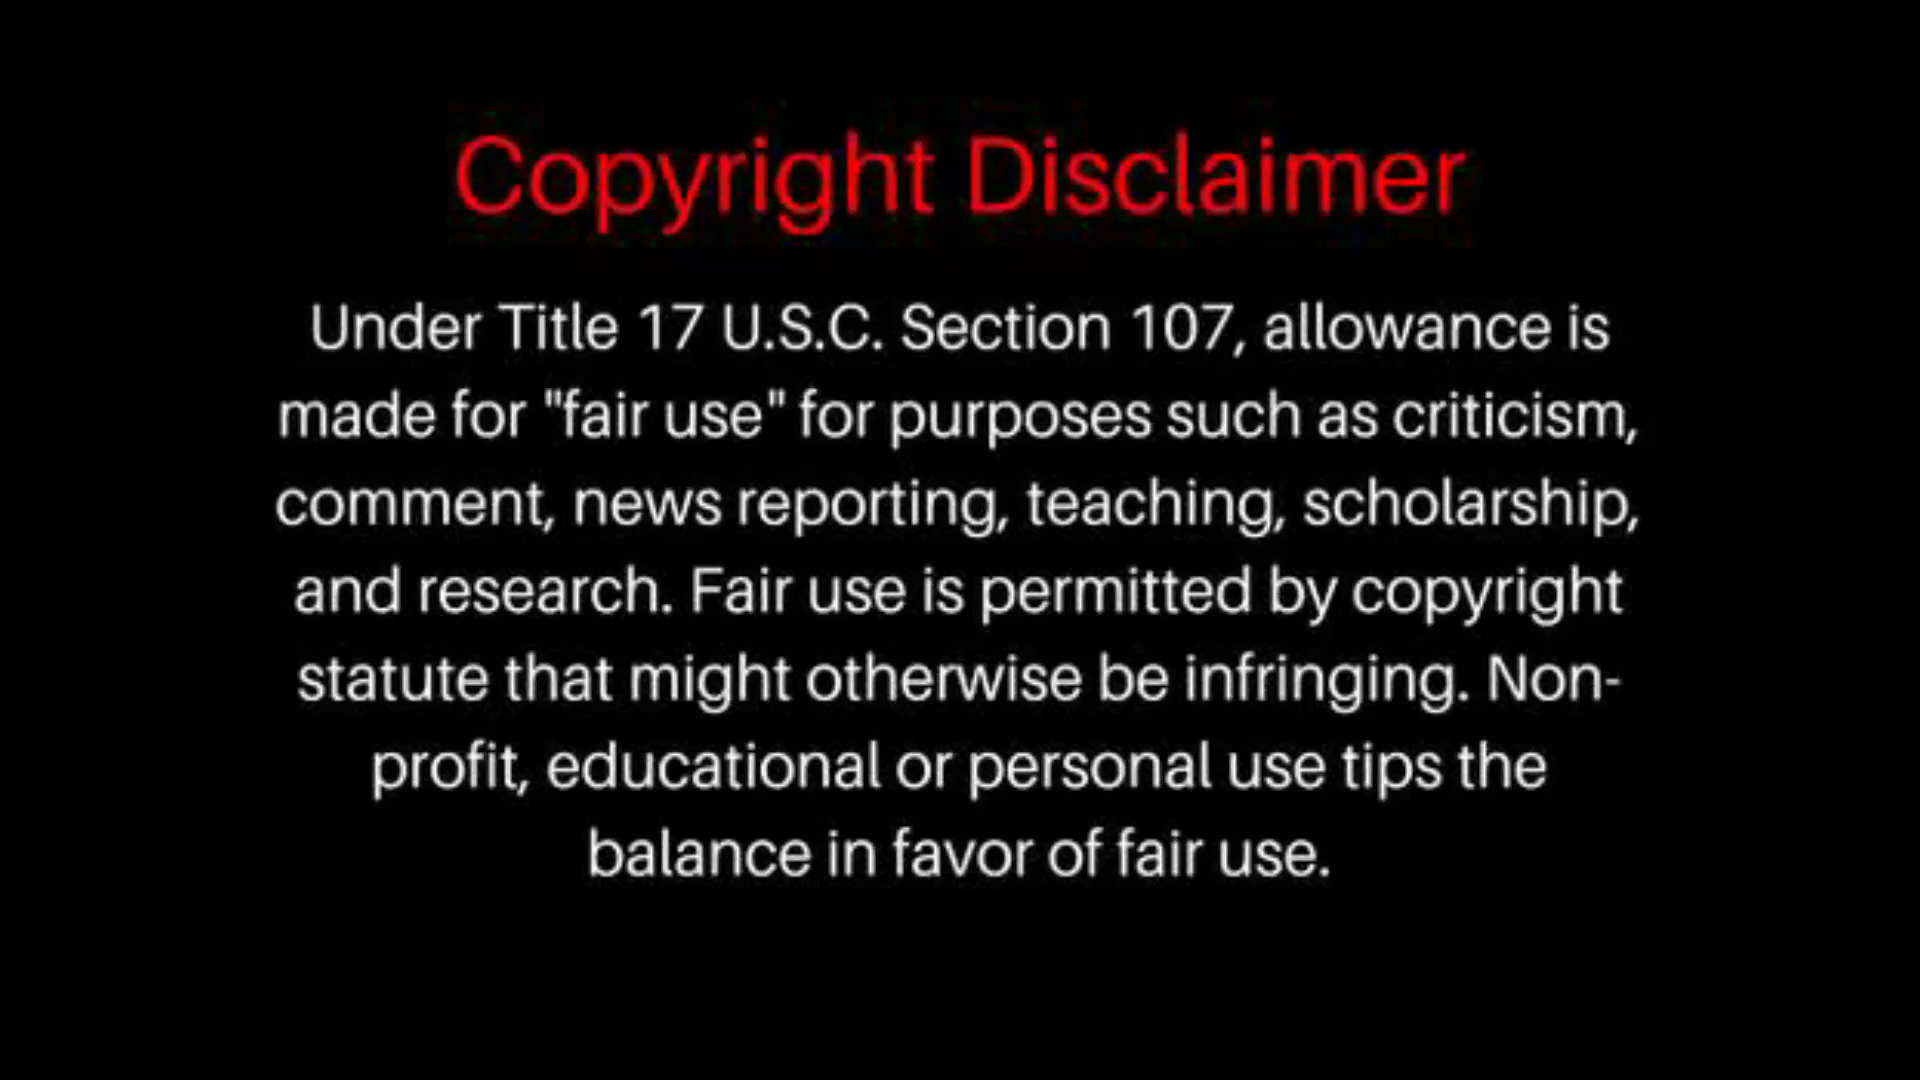 Copyright Disclaimer
Under Title 17 U.S.C. Section 107, allowance is
made for "fair use" for purposes such as criticism,
comment, news reporting, teaching, scholarship,
and research. Fair use is permitted by copyright
statute that might otherwise be infringing. Non-
profit, educational or personal use tips the
balance in favor of fair use.